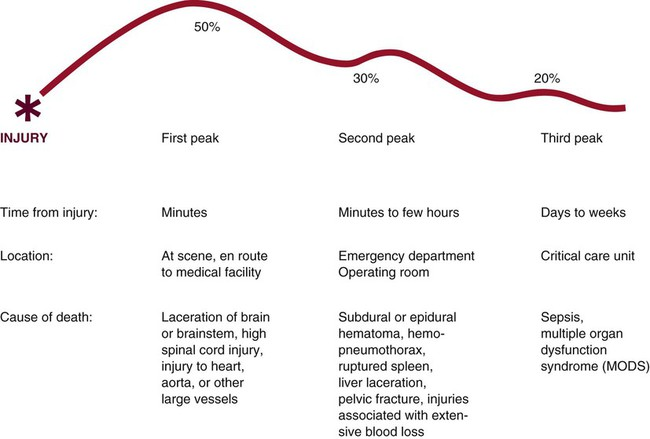 50%
30%
20%
*
INJURY
First peak
Second peak
Third peak
Time from injury:
Minutes
Minutes to few hours
Days to weeks
Location:
At scene, en route
to medical facility
Emergency department
Operating room
Critical care unit
Cause of death:
Laceration of brain
or brainstem, high
spinal cord injury,
injury to heart,
aorta, or other
large vessels
Subdural or epidural
hematoma, hemo-
pneumothorax,
ruptured spleen,
liver laceration,
pelvic fracture, injuries
associated with exten-
sive blood loss
Sepsis,
multiple organ
dysfunction
syndrome (MODS)